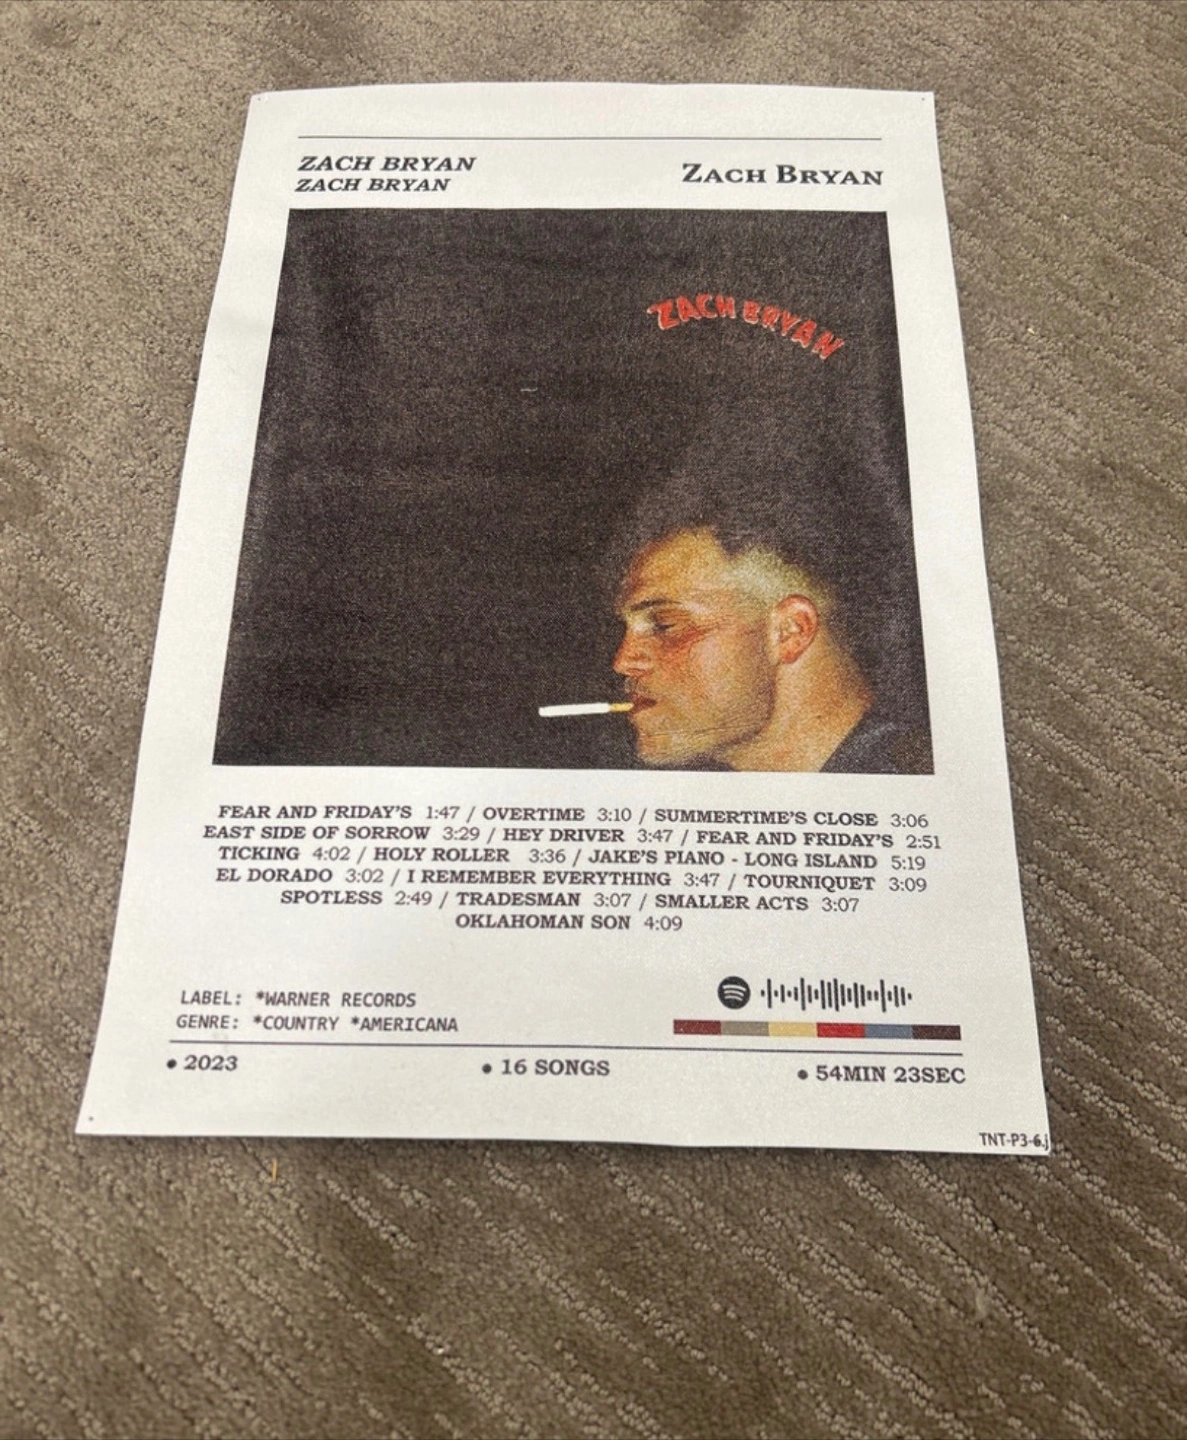 ZACH BRYAN
ZACH BRYAN
ZACH BRYAN
ZACH BRYAN
FEAR AND FRIDAY'S 1:47 / OVERTIME 3:10 / SUMMERTIME'S CLOSE 3:06
EAST SIDE OF SORROW 3:29 / HEY DRIVER 3:47 / FEAR AND FRIDAY'S 2:51
TICKING 4:02 / HOLY ROLLER 3:36 / JAKE'S PIANO - LONG ISLAND 5:19
EL DORADO 3:02 / I REMEMBER EVERYTHING 3:47 / TOURNIQUET 3:09
SPOTLESS 2:49 / TRADESMAN 3:07 / SMALLER ACTS 3:07
OKLAHOMAN SON 4:09
LABEL: *WARNER RECORDS
GENRE: *COUNTRY *AMERICANA
• 2023 • 16 SONGS • 54MIN 23SEC
TNT-P3-6.j